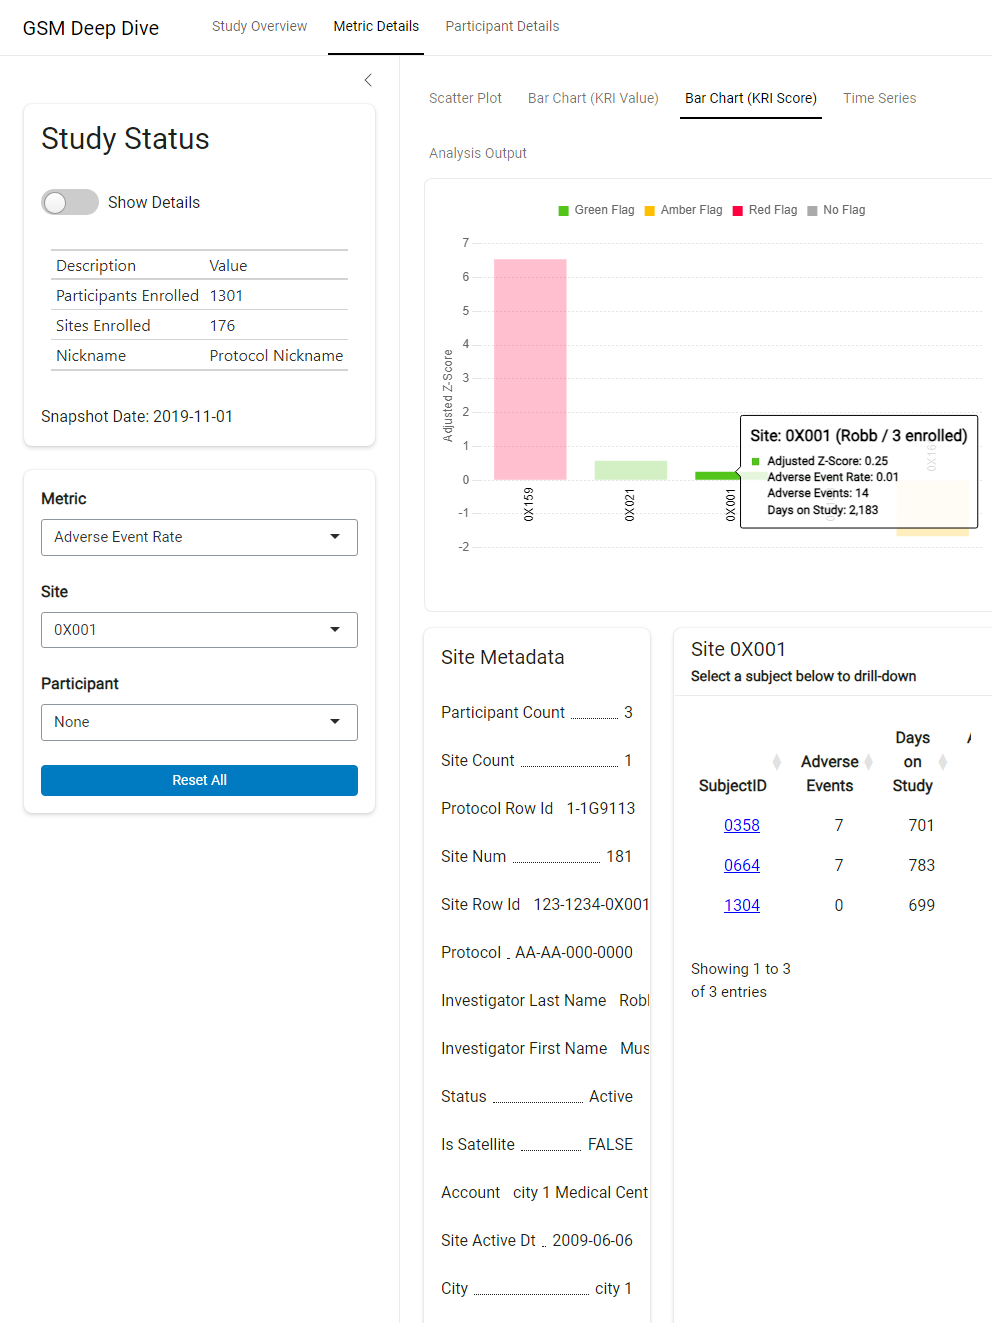 GSM Deep Dive
Study Overview
Metric Details
Participant Details
Study Status
Show Details
Description Value
Participants Enrolled 1301
Sites Enrolled 176
Nickname Protocol Nickname
Snapshot Date: 2019-11-01
Metric
Adverse Event Rate
Site
0X001
Participant
None
Reset All
Scatter Plot
Bar Chart (KRI Value)
Bar Chart (KRI Score)
Time Series
Analysis Output
Green Flag
Amber Flag
Red Flag
No Flag
Adjusted Z-Score
7
6
5
4
3
2
1
0
-1
-2
0X159
0X021
0X001
0X16
Site: 0X001 (Robb / 3 enrolled)
Adjusted Z-Score: 0.25
Adverse Event Rate: 0.01
Adverse Events: 14
Days on Study: 2,183
Site Metadata
Participant Count 3
Site Count 1
Protocol Row Id 1-1G9113
Site Num 181
Site Row Id 123-1234-0X001
Protocol AA-AA-000-0000
Investigator Last Name Rob
Investigator First Name Mus
Status Active
Is Satellite FALSE
Account city 1 Medical Cent
Site Active Dt 2009-06-06
City city 1
Site 0X001
Select a subject below to drill-down
SubjectID
Adverse
Events
Days
on
Study
0358 7 701
0664 7 783
1304 0 699
Showing 1 to 3
of 3 entries